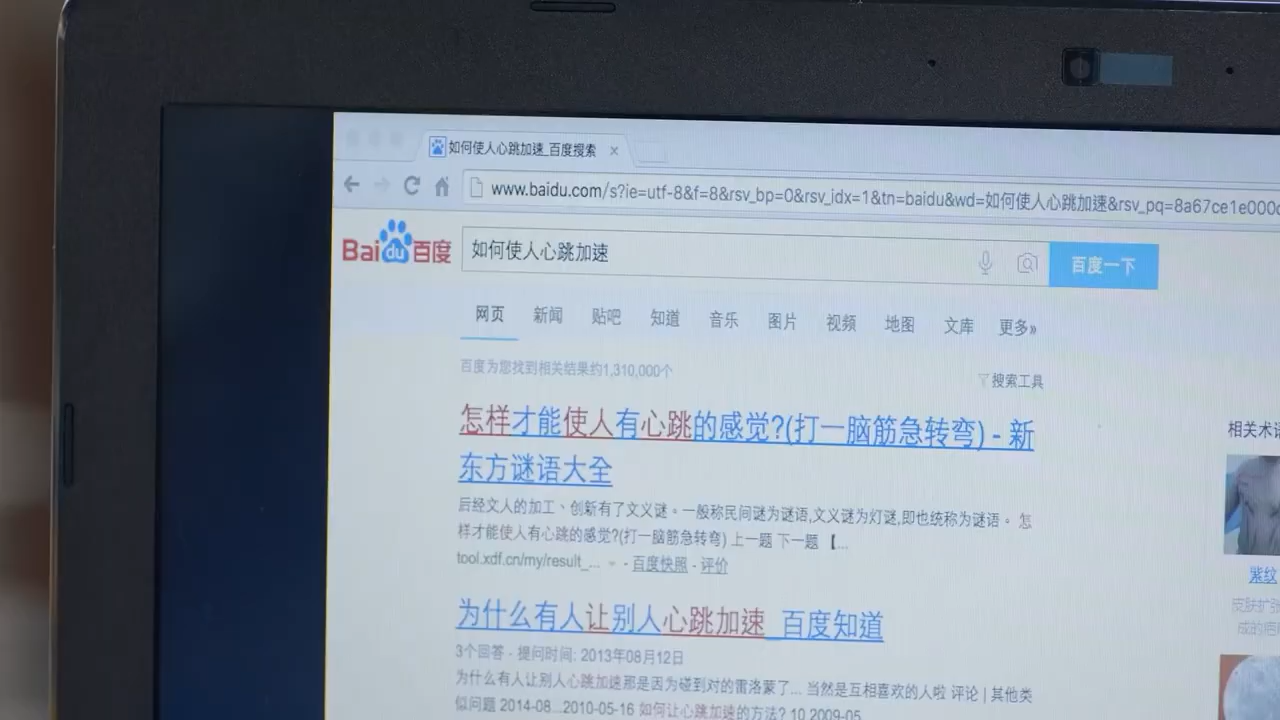 如何使人心跳加速_百度搜索
www.baidu.com/s?ie=utf-8&f=8&rsv_bp=0&rsv_idx=1&tn=baidu&wd=如何使人心跳加速&rsv_pq=8a67ce1e000
Bai du 百度 如何使人心跳加速 百度一下
网页 新闻 贴吧 知道 音乐 图片 视频 地图 文库 更多»
百度为您找到相关结果约1,310,000个 搜索工具
怎样才能使人有心跳的感觉?(打一脑筋急转弯) - 新
东方谜语大全
后经文人的加工、创新有了文义谜。一般称民间谜为谜语,文义谜为灯谜,即也统称为谜语。 怎
样才能使人有心跳的感觉?(打一脑筋急转弯) 上一题 下一题 【...
tool.xdf.cn/my/result_... - 百度快照 - 评价
为什么有人让别人心跳加速_百度知道
3个回答 - 提问时间: 2013年08月12日
为什么有人让别人心跳加速那是因为碰到对的雷洛蒙了... 当然是互相喜欢的人啦 评论 | 其他类
似问题 2014-08...2010-05-16 如何让心跳加速的方法? 10 2009-05
相关术语
紫纹
皮肤扩
成的疤